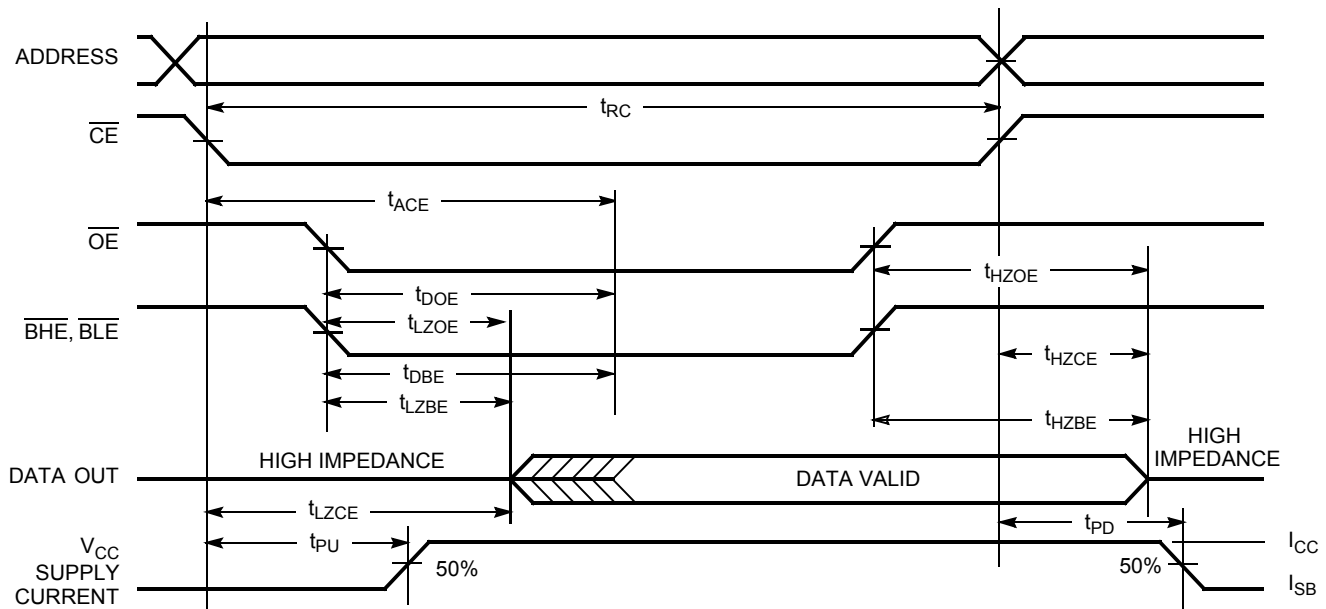 ADDRESS
tRC
CE
tACE
OE
tHZOE
tDOE
tLZOE
BHE, BLE
tHZCE
tDBE
tLZBE
tHZBE
HIGH
IMPEDANCE
HIGH IMPEDANCE
DATA OUT
DATA VALID
tLZCE
tPD
tPU
VCC
SUPPLY
CURRENT
50%
50%
ICC
ISB